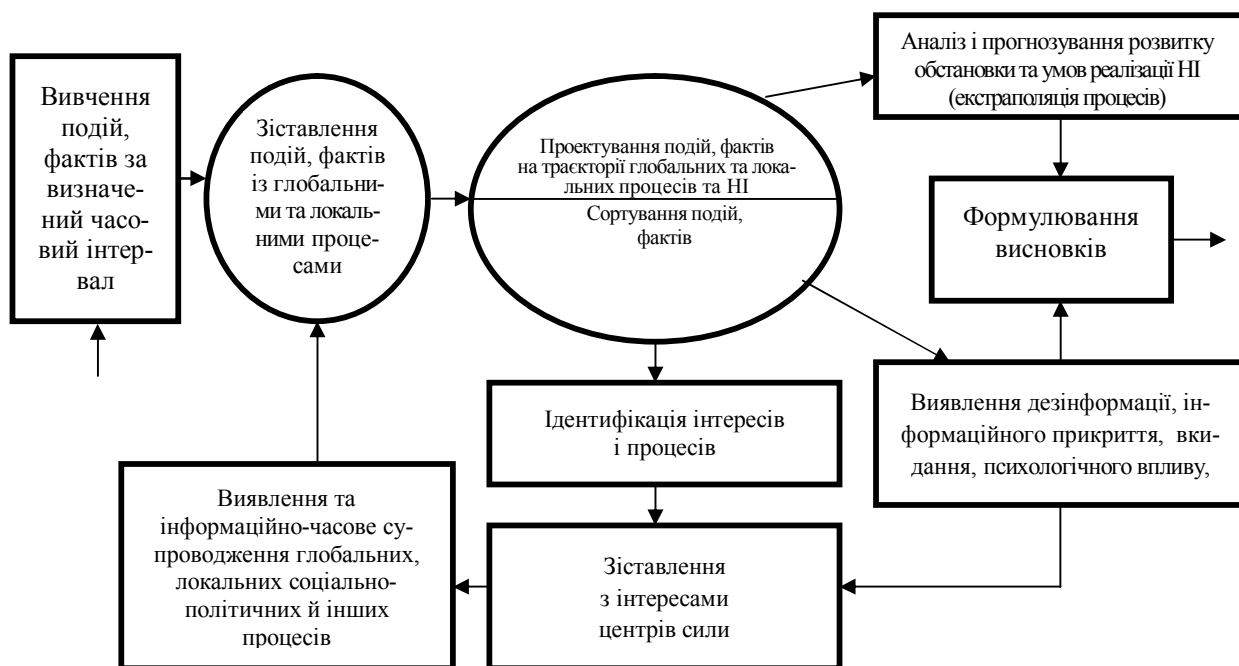 Вивчення
подій,
фактів за
визначе-
ний часо-
вий інтер-
вал
Зіставлення
подій, фактів
із глобальни-
ми та локаль-
ними проце-
сами
Проектування подій, фактів
на траєкторії глобальних та лока-
льних процесів та НІ
Сортування подій,
фактів
Аналіз і прогнозування розвитку
обстановки та умов реалізації НІ
(екстраполяція процесів)
Формулювання
висновків
Виявлення дезінформації, ін-
формаційного прикриття, вки-
дання, психологічного впливу,
Ідентифікація інтересів
і процесів
Зіставлення
з інтересами
центрів сили
Виявлення та
інформаційно-часове су-
проводження глобальних,
локальних соціально-
політичних й інших
процесів